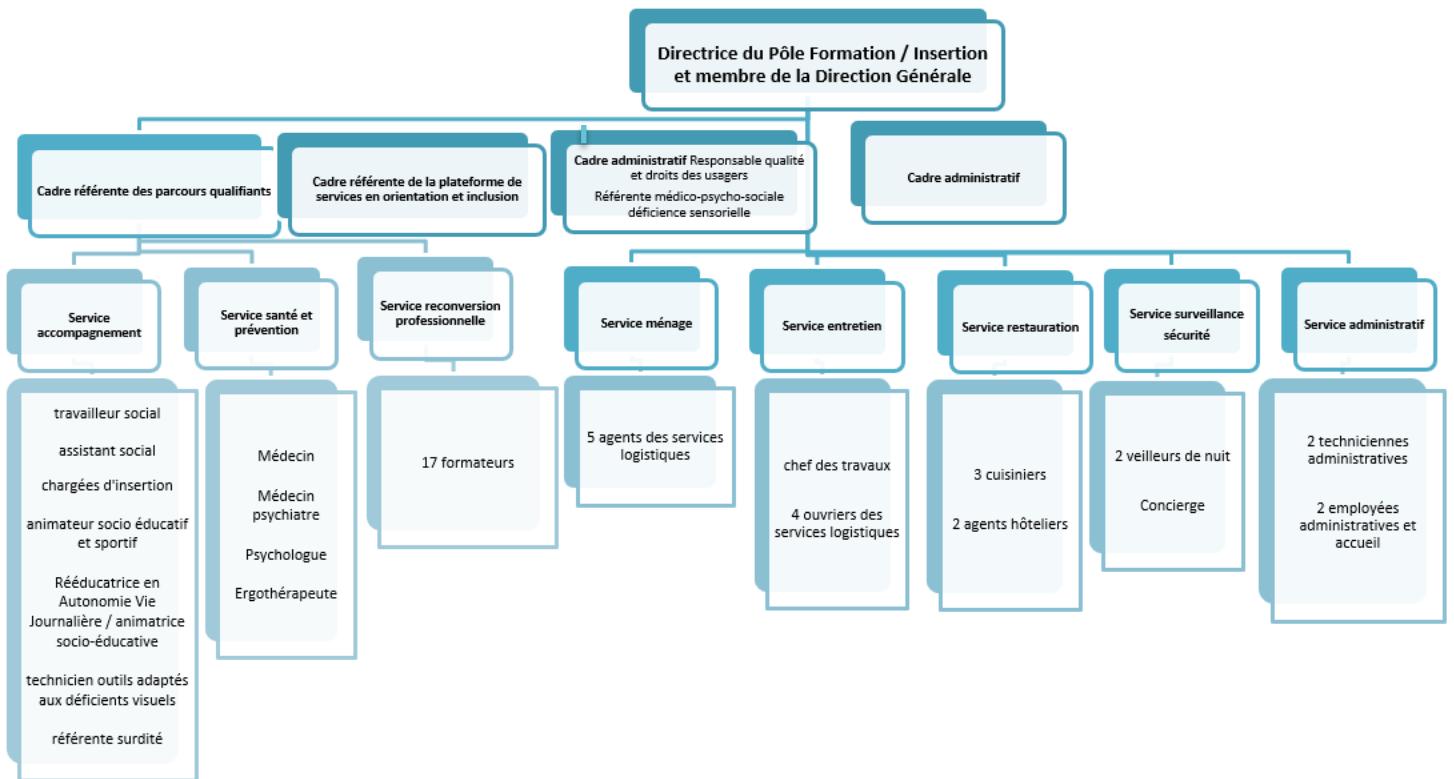 Directrice du Pôle Formation / Insertion
et membre de la Direction Générale
Cadre référente des parcours qualifiants
Cadre référente de la plateforme de
services en orientation et inclusion
Cadre administratif Responsable qualité
et droits des usagers
Référente médico-psycho-sociale
déficience sensorielle
Cadre administratif
Service
accompagnement
Service santé et
prévention
Service reconversion
professionnelle
Service ménage
Service entretien
Service restauration
Service surveillance
sécurité
Service administratif
travailleur social
assistant social
chargées d'insertion
animateur socio éducatif
et sportif
Rééducatrice en
Autonomie Vie
Journalière / animatrice
socio-éducative
technicien outils adaptés
aux déficients visuels
référente surdité
Médecin
Médecin
psychiatre
Psychologue
Ergothérapeute
17 formateurs
5 agents des services
logistiques
chef des travaux
4 ouvriers des
services logistiques
3 cuisiniers
2 agents hôteliers
2 veilleurs de nuit
Concierge
2 techniciennes
administratives
2 employées
administratives et
accueil